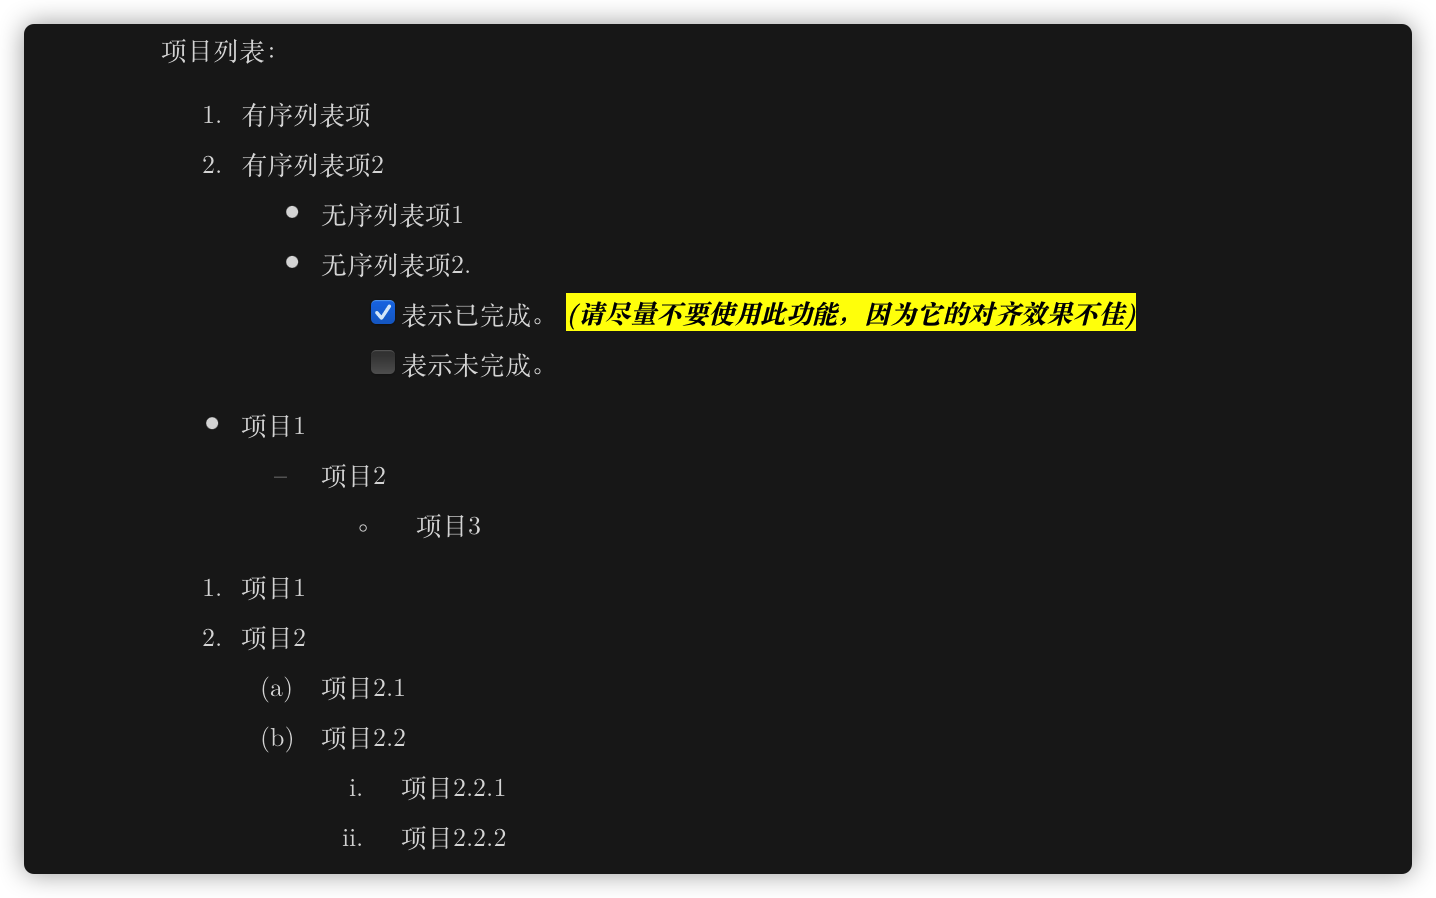 项目列表：
1. 有序列表项
2. 有序列表项2
• 无序列表项1
• 无序列表项2.
表示已完成。 (请尽量不要使用此功能，因为它的对齐效果不佳)
表示未完成。
• 项目1
– 项目2
◦ 项目3
1. 项目1
2. 项目2
(a) 项目2.1
(b) 项目2.2
i. 项目2.2.1
ii. 项目2.2.2